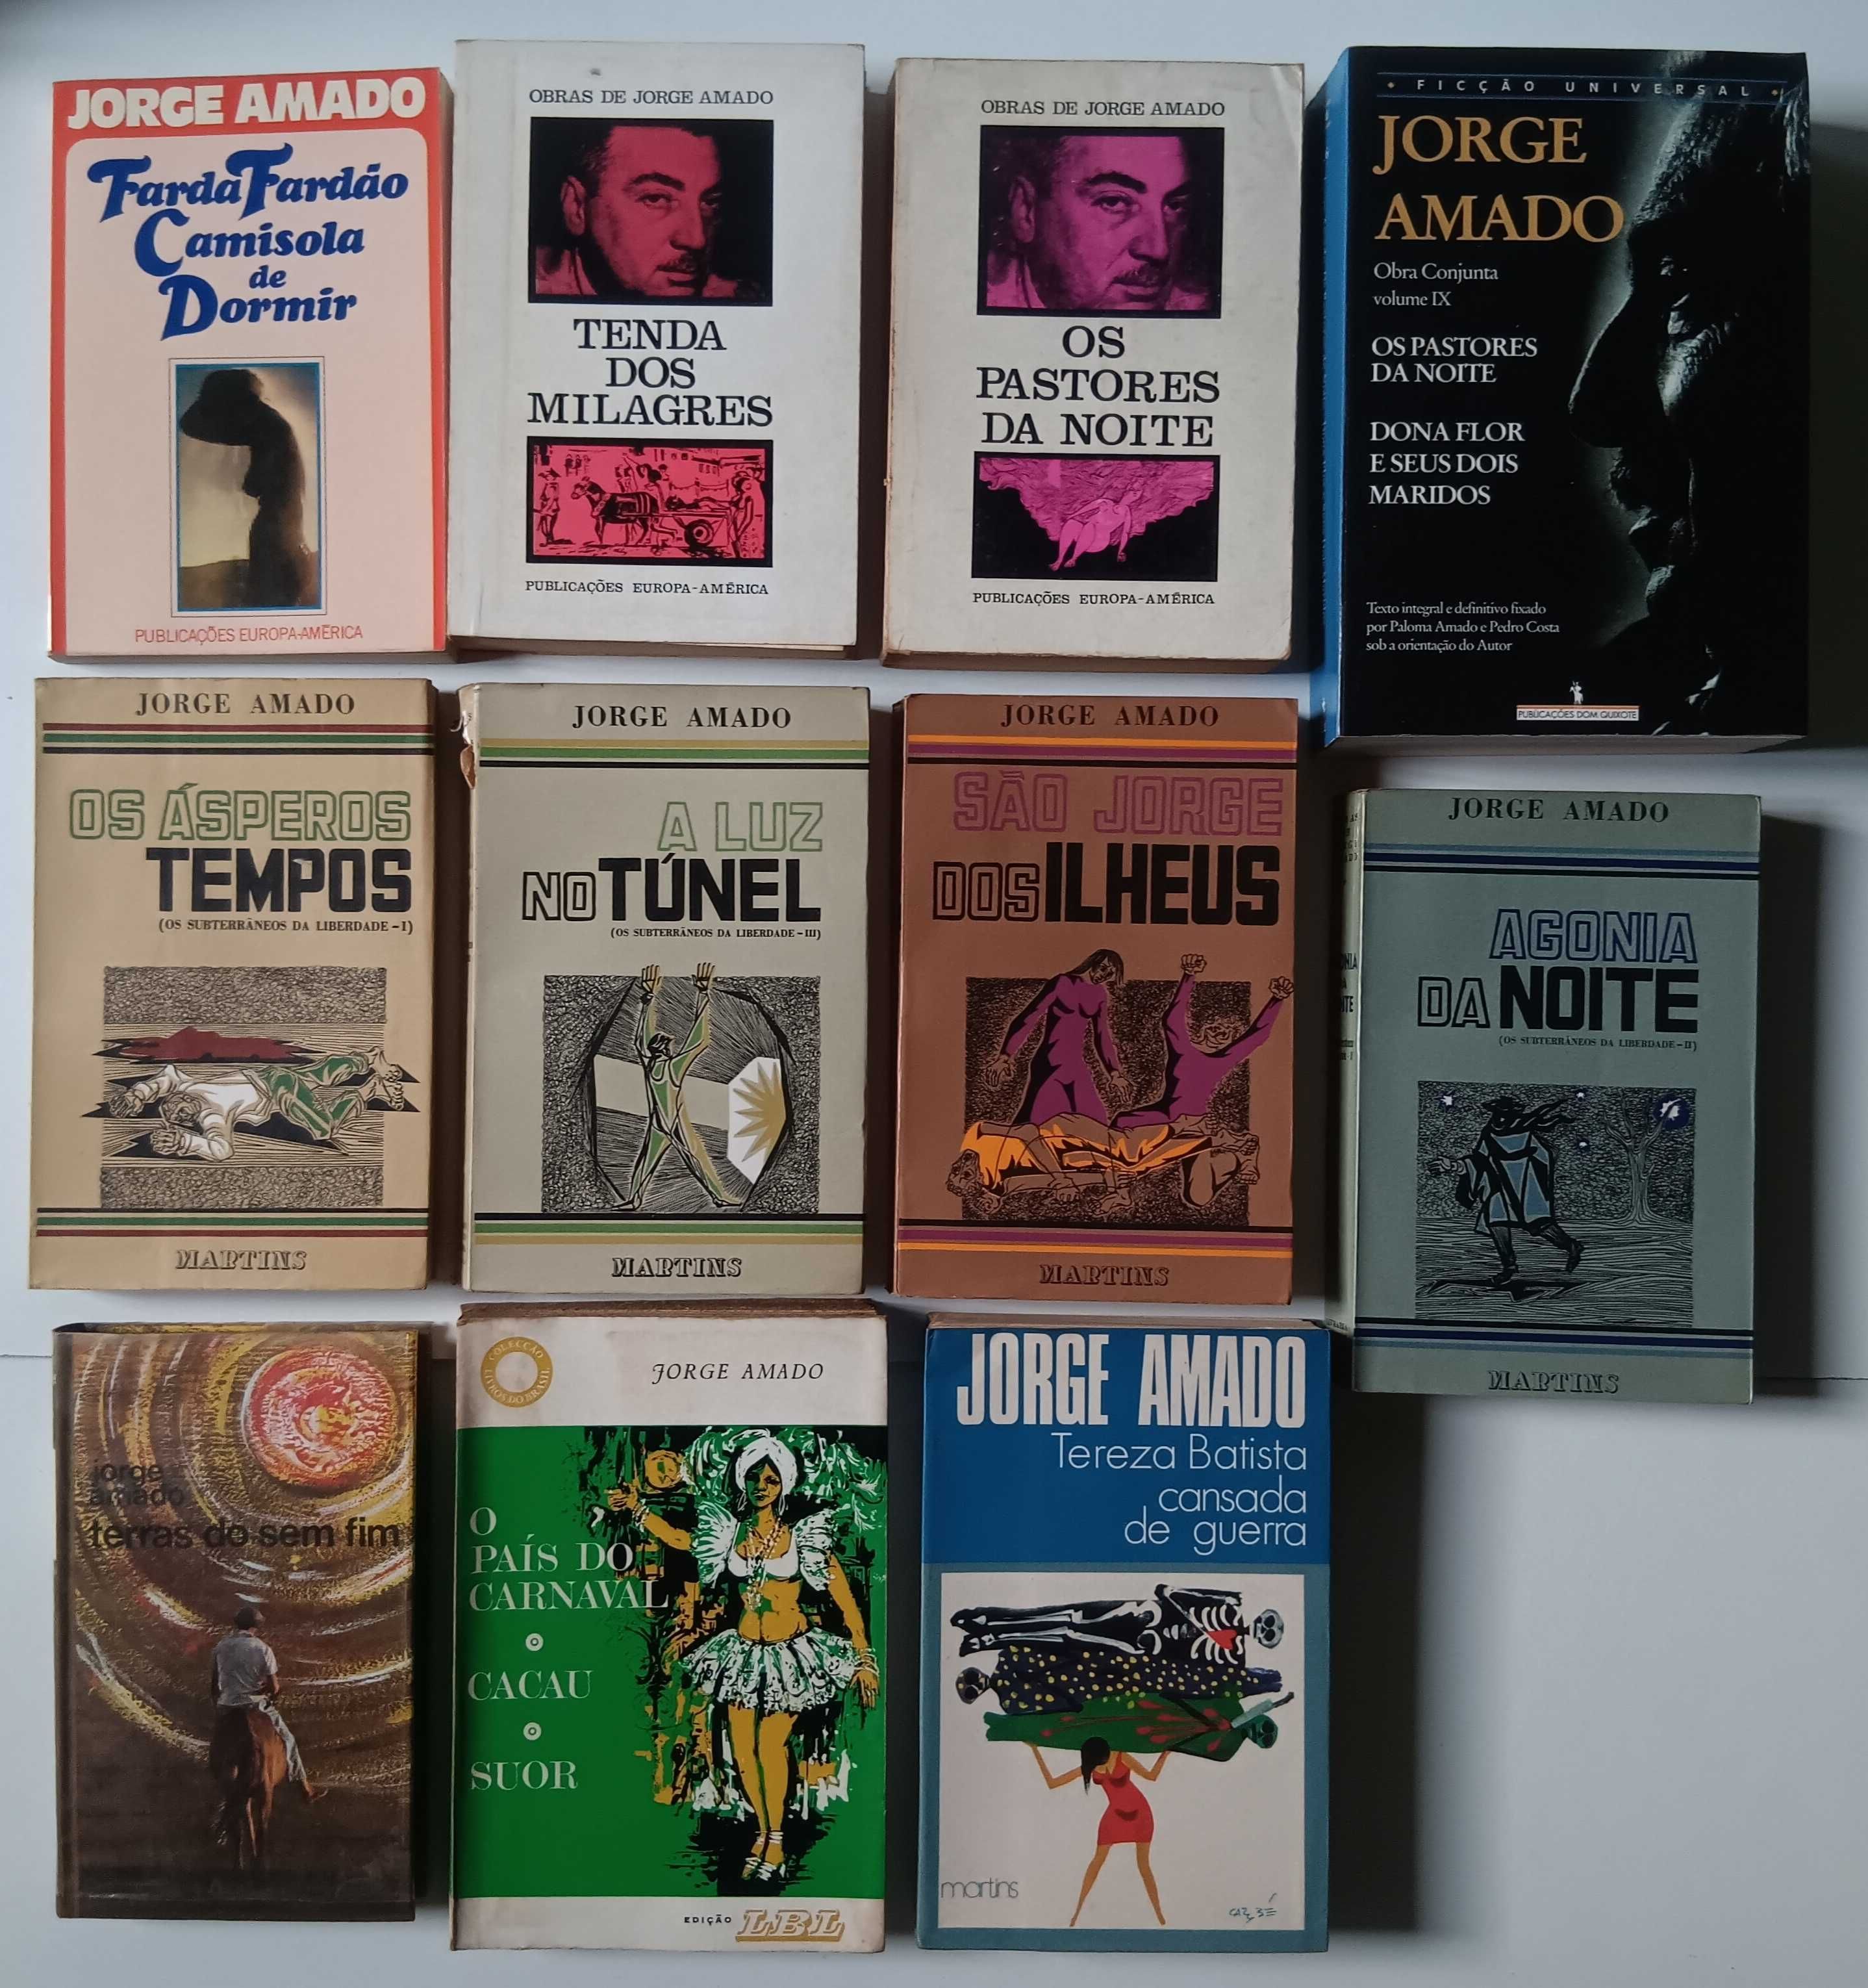 JORGE AMADO
Farda Fardão
Camisola
de
Dormir
PUBLICAÇÕES EUROPA-AMÉRICA
OBRAS DE JORGE AMADO
TENDA
DOS
MILAGRES
PUBLICAÇÕES EUROPA-AMÉRICA
OBRAS DE JORGE AMADO
OS
PASTORES
DA NOITE
PUBLICAÇÕES EUROPA-AMÉRICA
FICÇÃO UNIVERSAL
JORGE
AMADO
Obra Conjunta
volume IX
OS PASTORES
DA NOITE
DONA FLOR
E SEUS DOIS
MARIDOS
Texto integral e definitivo fixado
por Paloma Amado e Pedro Costa
sob a orientação do Autor
PUBLICAÇÕES DOM QUIXOTE
JORGE AMADO
OS ÁSPEROS
TEMPOS
(OS SUBTERRÂNEOS DA LIBERDADE - I)
MARTINS
JORGE AMADO
A LUZ
NO TÚNEL
(OS SUBTERRÂNEOS DA LIBERDADE - III)
MARTINS
JORGE AMADO
SÃO JORGE
DOS ILHEUS
MARTINS
JORGE AMADO
AGONIA
DA NOITE
(OS SUBTERRÂNEOS DA LIBERDADE - II)
MARTINS
jorge
amado
terras do sem fim
COLECÇÃO
LIVROS DO BRASIL
JORGE AMADO
O
PAÍS DO
CARNAVAL
CACAU
SUOR
EDIÇÃO LBL
JORGE AMADO
Tereza Batista
cansada
de guerra
martins